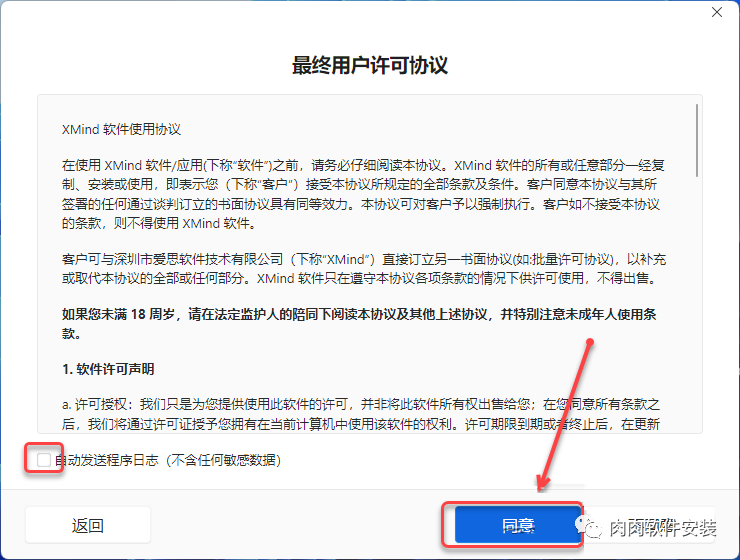 最终用户许可协议
XMind 软件使用协议
在使用 XMind 软件/应用(下称“软件”)之前，请务必仔细阅读本协议。XMind 软件的所有或任意部分一经复
制、安装或使用，即表示您（下称“客户”）接受本协议所规定的全部条款及条件。客户同意本协议与其所
签署的任何通过谈判订立的书面协议具有同等效力。本协议可对客户予以强制执行。客户如不接受本协议
的条款，则不得使用 XMind 软件。
客户可与深圳市爱思软件技术有限公司（下称“XMind”）直接订立另一书面协议(如:批量许可协议)，以补充
或取代本协议的全部或任何部分。XMind 软件只在遵守本协议各项条款的情况下供许可使用，不得出售。
如果您未满 18 周岁，请在法定监护人的陪同下阅读本协议及其他上述协议，并特别注意未成年人使用条
款。
1. 软件许可声明
a. 许可授权：我们只是为您提供使用此软件的许可，并非将此软件所有权出售给您；在您同意所有条款之
后，我们将通过许可证授予您拥有在当前计算机中使用该软件的权利。许可期限到期或者终止后，在更新
自动发送程序日志（不含任何敏感数据）
返回
同意
肉肉软件安装